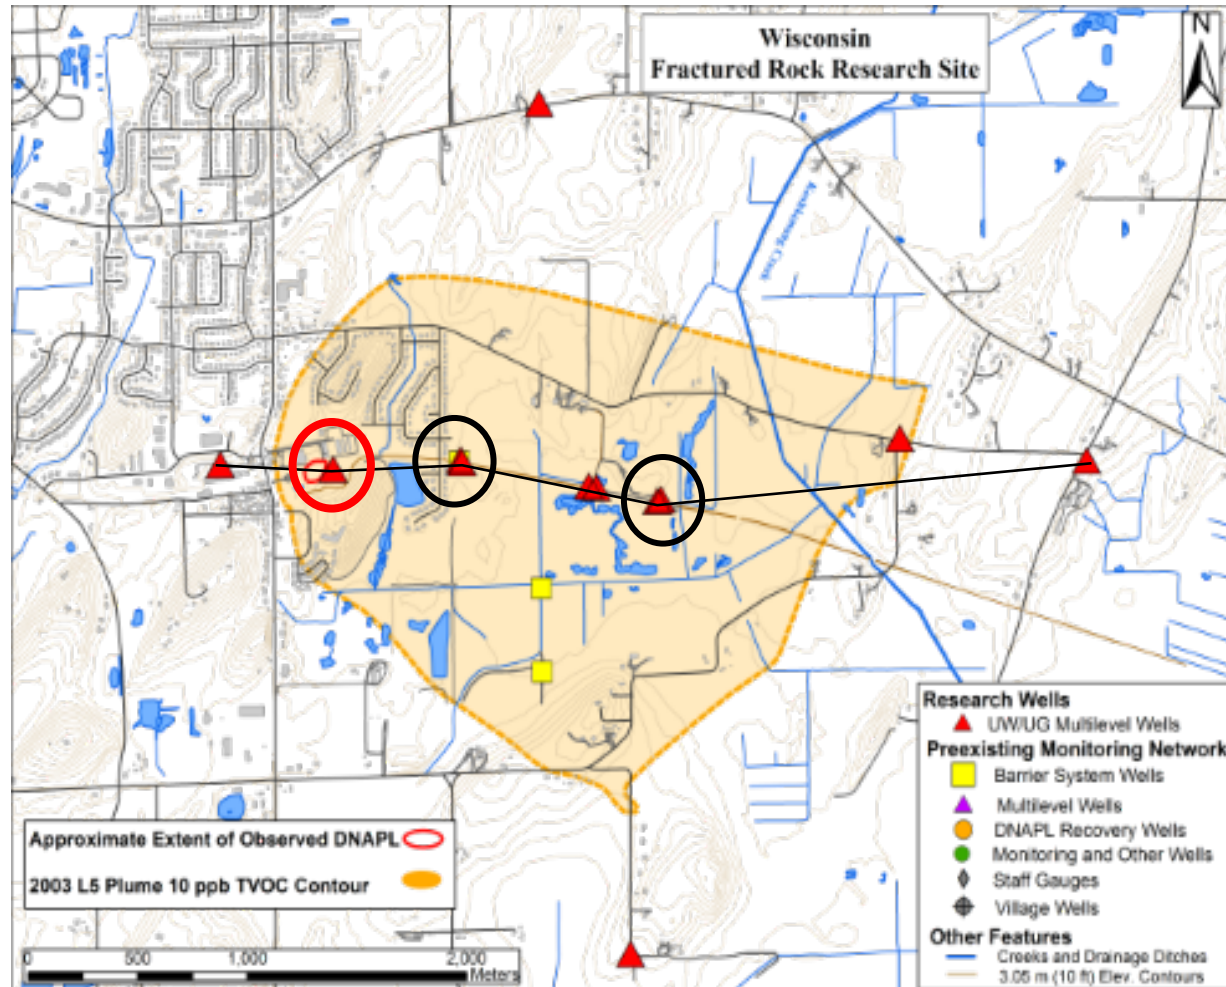 Wisconsin
Fractured Rock Research Site
N
Research Wells
UW/UG Multilevel Wells
Preexisting Monitoring Network
Barrier System Wells
Multilevel Wells
DNAPL Recovery Wells
Monitoring and Other Wells
Staff Gauges
Village Wells
Other Features
Creeks and Drainage Ditches
3.05 m (10 ft) Elev. Contours
Approximate Extent of Observed DNAPL
2003 L5 Plume 10 ppb TVOC Contour
0 500 1,000 2,000
Meters